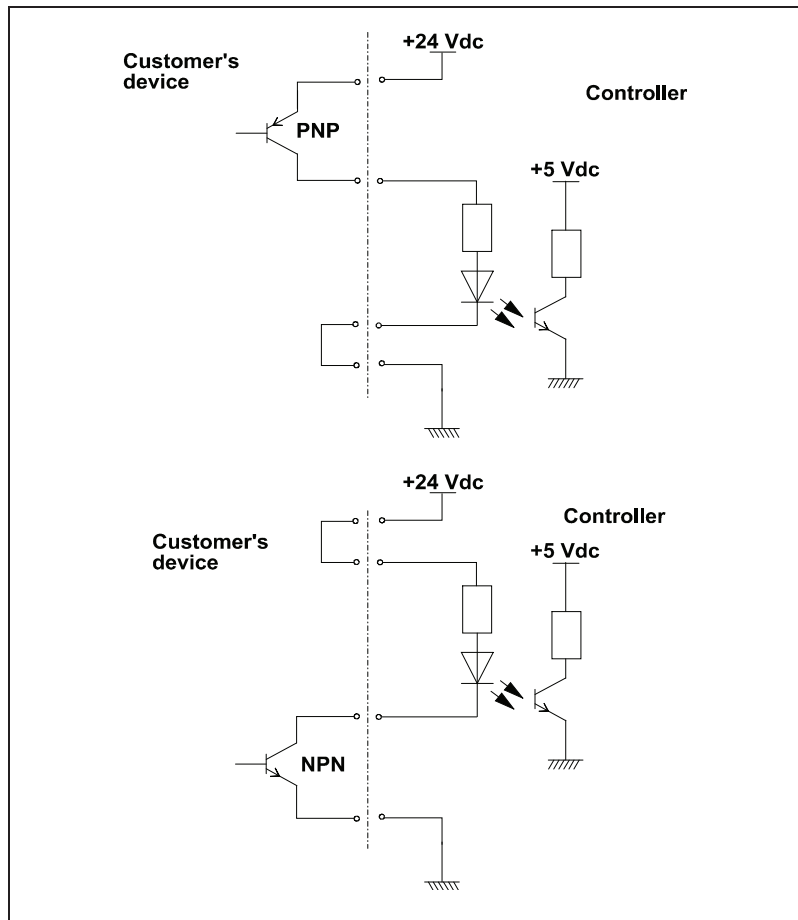 +24 Vdc
Customer's
device
Controller
PNP
+5 Vdc
+24 Vdc
Controller
Customer's
device
+5 Vdc
NPN